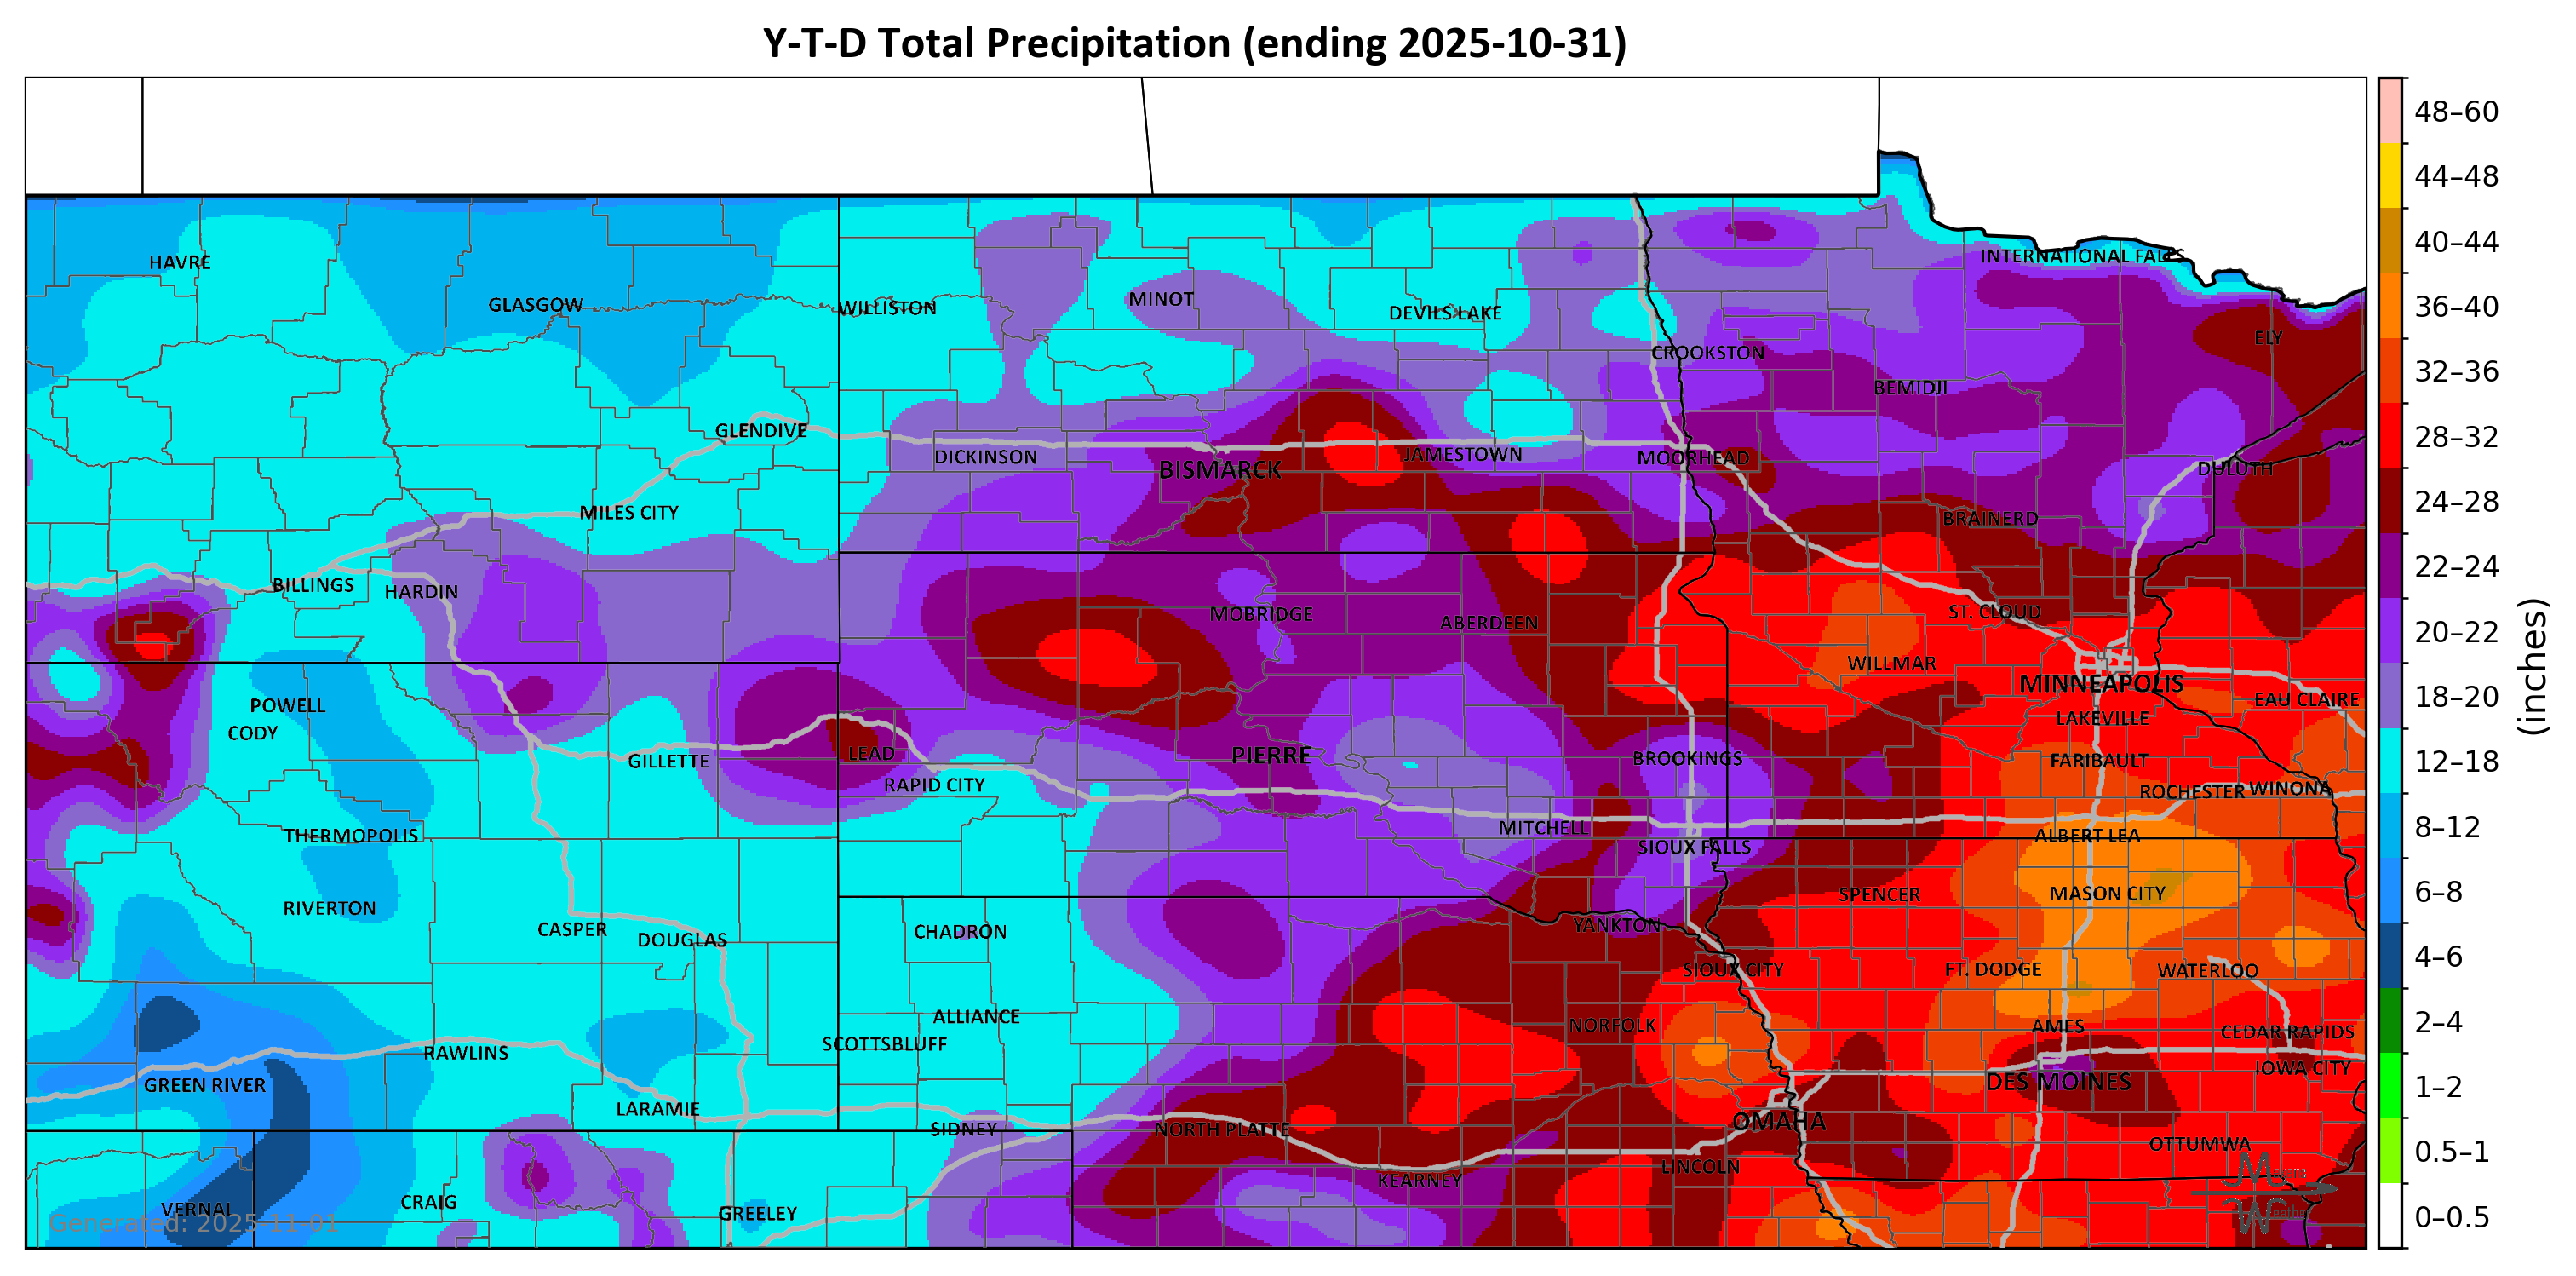 Y-T-D Total Precipitation (ending 2025-10-31)
48–60
44–48
40–44
36–40
32–36
28–32
24–28
22–24
20–22
18–20
12–18
8–12
6–8
4–6
2–4
1–2
0.5–1
0–0.5
(inches)
INTERNATIONAL FALLS
HAVRE
GLASGOW
WILLISTON
MINOT
DEVILS LAKE
ELY
CROOKSTON
BEMIDJI
GLENDIVE
DICKINSON
BISMARCK
JAMESTOWN
MOORHEAD
DULUTH
MILES CITY
BRAINERD
BILLINGS
HARDIN
MOBRIDGE
ABERDEEN
ST. CLOUD
WILLMAR
MINNEAPOLIS
EAU CLAIRE
POWELL
CODY
LAKEVILLE
GILLETTE
LEAD
RAPID CITY
PIERRE
BROOKINGS
FARIBAULT
ROCHESTER
WINONA
THERMOPOLIS
MITCHELL
SIOUX FALLS
ALBERT LEA
RIVERTON
SPENCER
MASON CITY
CASPER
DOUGLAS
CHADRON
YANKTON
SIOUX CITY
FT. DODGE
WATERLOO
ALLIANCE
NORFOLK
AMES
CEDAR RAPIDS
RAWLINS
SCOTTSBLUFF
GREEN RIVER
DES MOINES
IOWA CITY
LARAMIE
SIDNEY
NORTH PLATTE
OMAHA
OTTUMWA
LINCOLN
KEARNEY
VERNAL
CRAIG
GREELEY
Generated: 2025-11-01